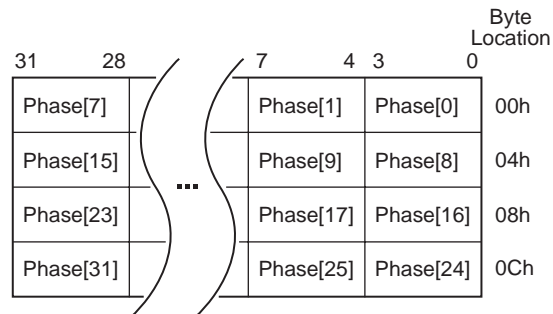 Byte
Location
31 28 7 4 3 0
Phase[7] Phase[1] Phase[0] 00h
Phase[15] Phase[9] Phase[8] 04h
...
Phase[23] Phase[17] Phase[16] 08h
Phase[31] Phase[25] Phase[24] 0Ch